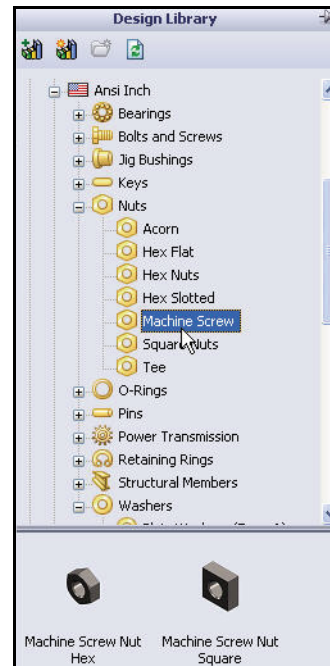 Design Library
Ansi Inch
Bearings
Bolts and Screws
Jig Bushings
Keys
Nuts
Acorn
Hex Flat
Hex Nuts
Hex Slotted
Machine Screw
Square Nuts
Tee
O-Rings
Pins
Power Transmission
Retaining Rings
Structural Members
Washers
Machine Screw Nut Hex
Machine Screw Nut Square